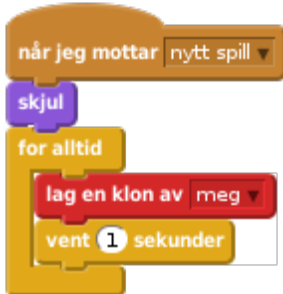 når jeg mottar nytt spill
skjul
for alltid
lag en klon av meg
vent 1 sekunder